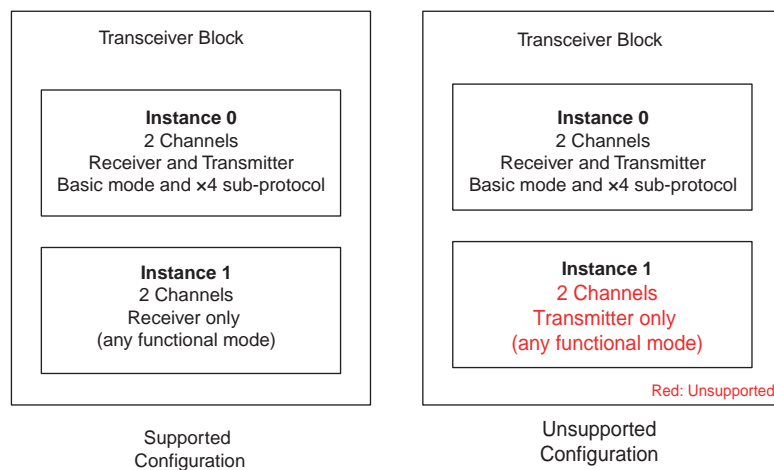 Transceiver Block
Instance 0
2 Channels
Receiver and Transmitter
Basic mode and ×4 sub-protocol
Instance 1
2 Channels
Receiver only
(any functional mode)
Supported
Configuration
Transceiver Block
Instance 0
2 Channels
Receiver and Transmitter
Basic mode and ×4 sub-protocol
Instance 1
2 Channels
Transmitter only
(any functional mode)
Red: Unsupported
Unsupported
Configuration